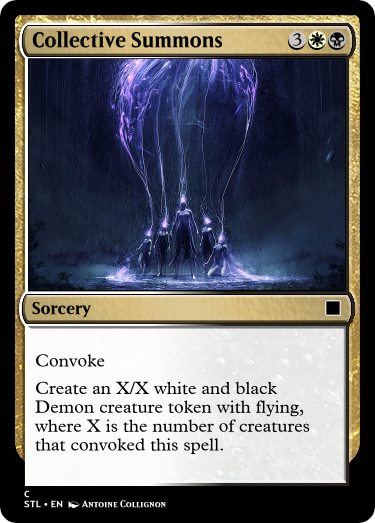 Collective Summons 3
Sorcery
Convoke
Create an X/X white and black
Demon creature token with flying,
where X is the number of creatures
that convoked this spell.
C
STL • EN Antoine Collignon